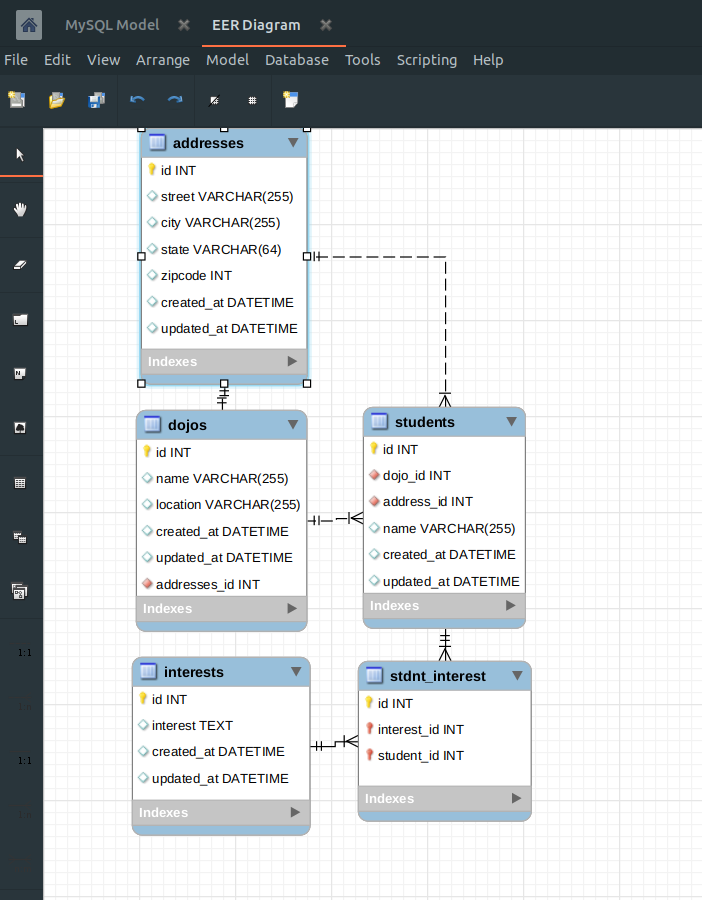 MySQL Model
EER Diagram
File Edit View Arrange Model Database Tools Scripting Help
addresses
id INT
street VARCHAR(255)
city VARCHAR(255)
state VARCHAR(64)
zipcode INT
created_at DATETIME
updated_at DATETIME
Indexes
dojos
id INT
name VARCHAR(255)
location VARCHAR(255)
created_at DATETIME
updated_at DATETIME
addresses_id INT
Indexes
students
id INT
dojo_id INT
address_id INT
name VARCHAR(255)
created_at DATETIME
updated_at DATETIME
Indexes
interests
id INT
interest TEXT
created_at DATETIME
updated_at DATETIME
Indexes
stdnt_interest
id INT
interest_id INT
student_id INT
Indexes
1:1
1:1